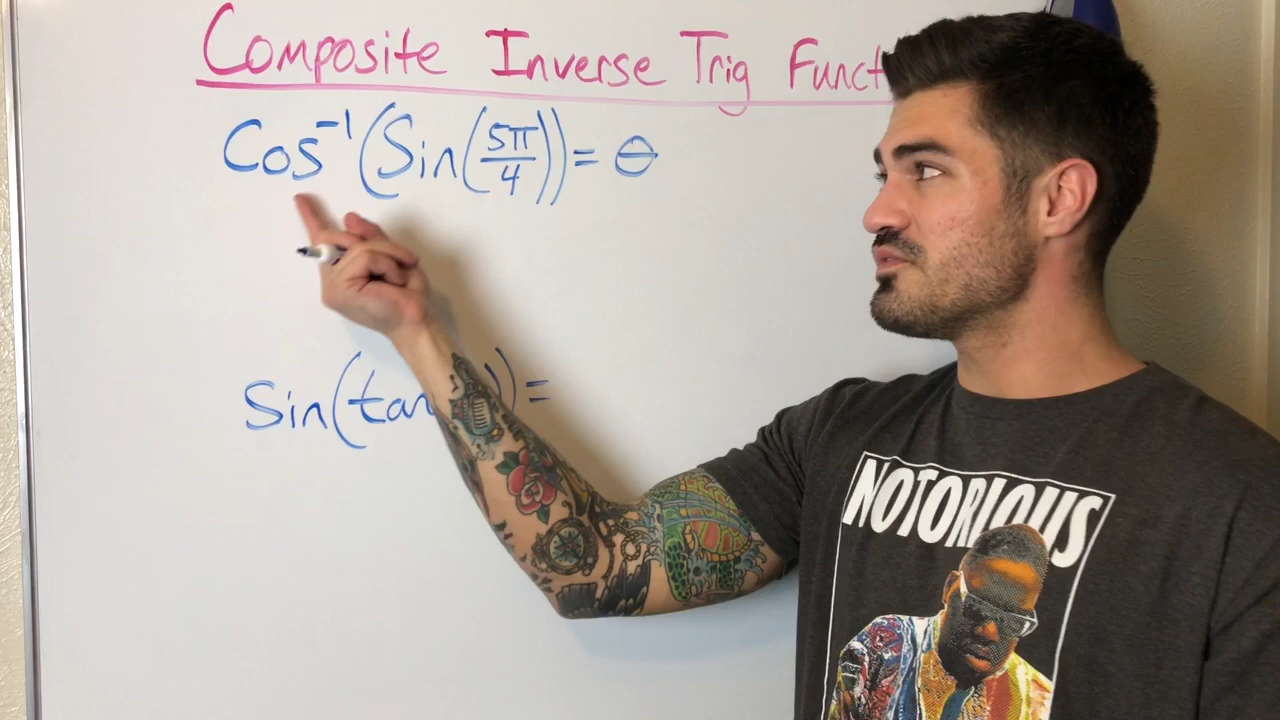 Composite Inverse Trig Funct
Cos⁻¹(Sin(5π/4)) = θ
Sin(tan )) =
NOTORIOUS